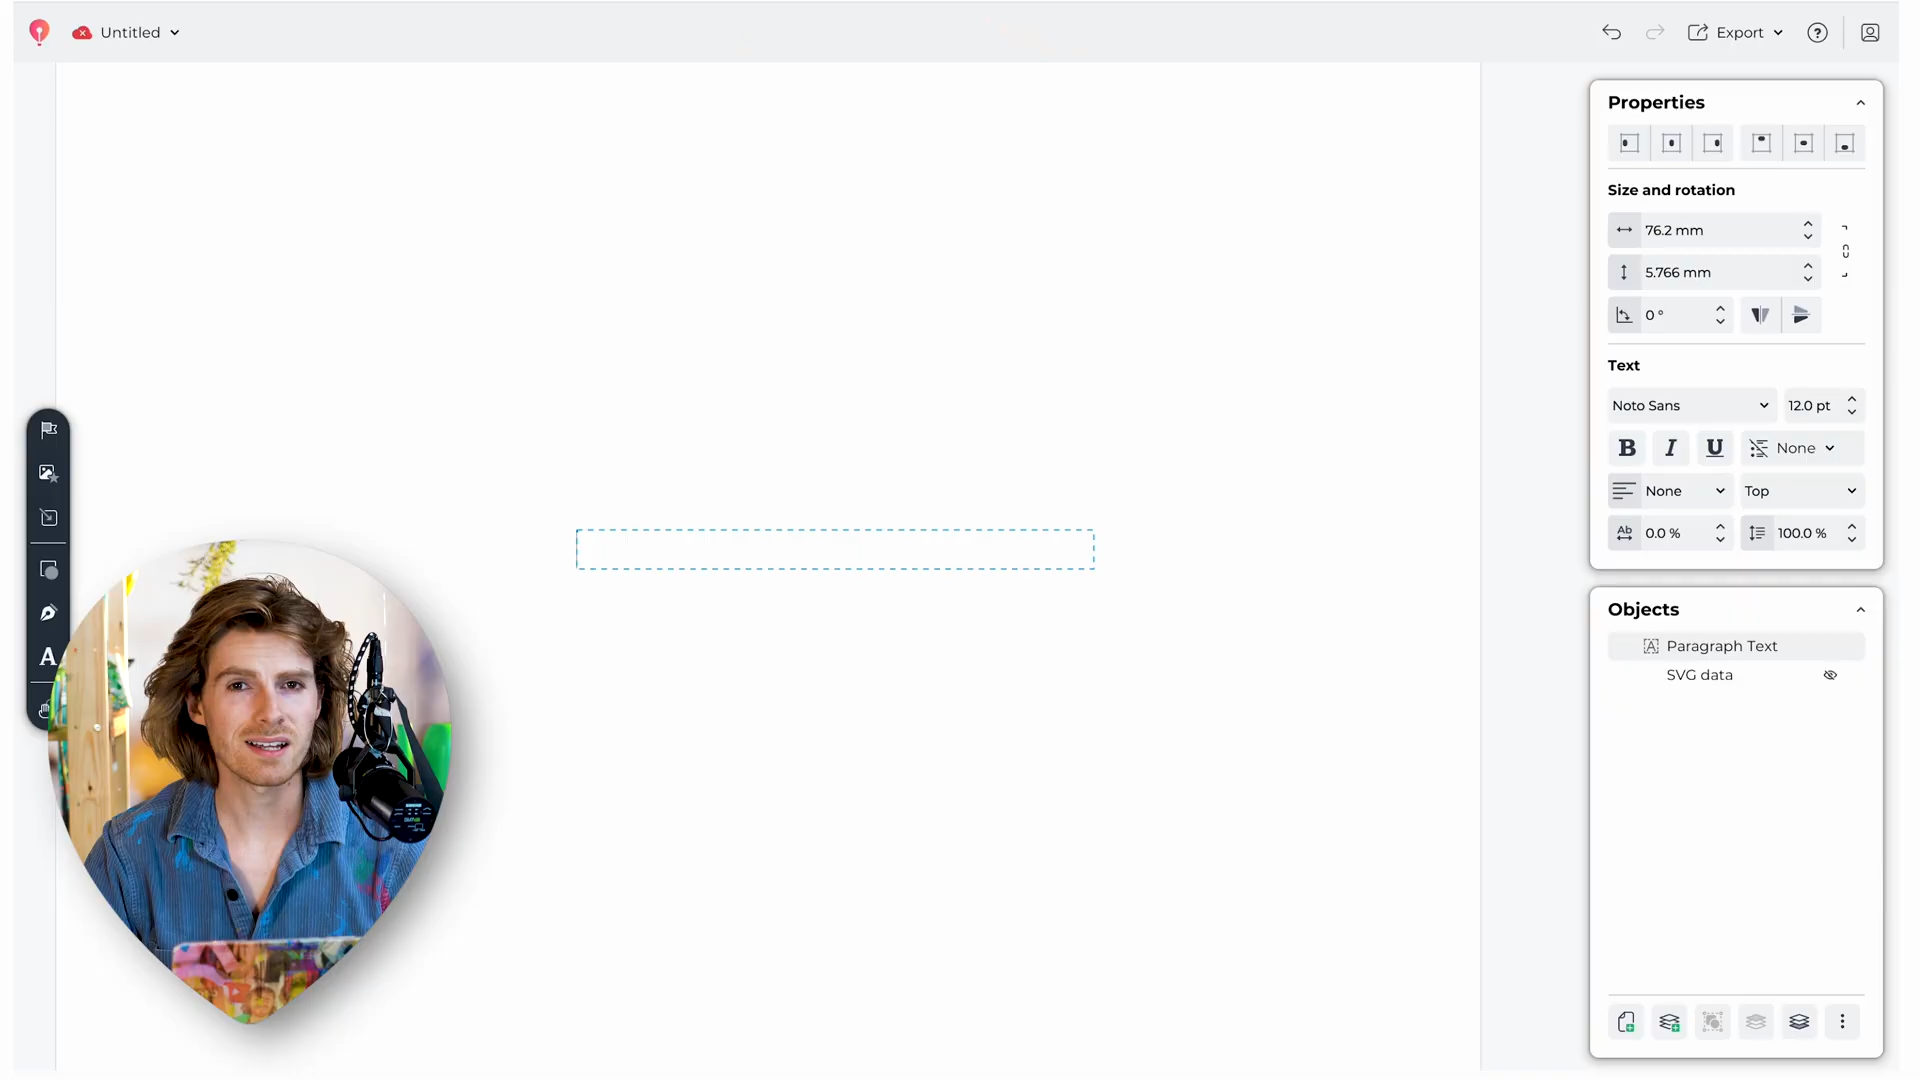 Untitled
Export
?
Properties
Size and rotation
76.2 mm
5.766 mm
0 °
Text
Noto Sans
12.0 pt
B I U None
None
Top
Ab
0.0 %
100.0 %
Objects
A Paragraph Text
SVG data
A